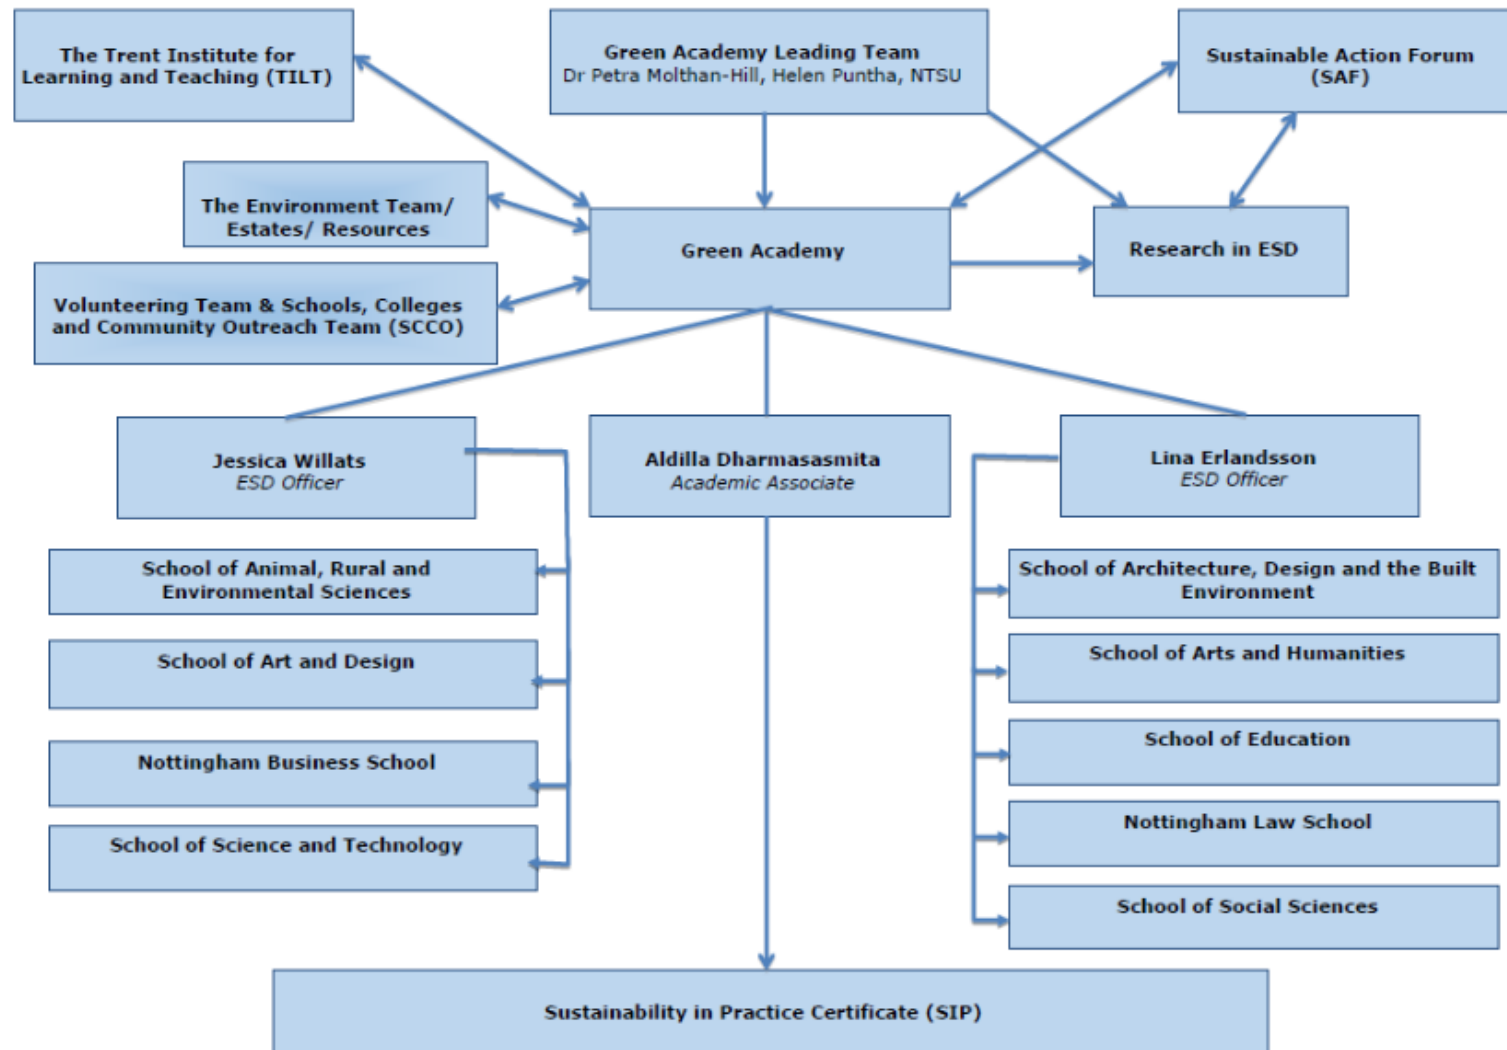 The Trent Institute for
Learning and Teaching (TILT)
Green Academy Leading Team
Dr Petra Molthan-Hill, Helen Puntha, NTSU
Sustainable Action Forum
(SAF)
The Environment Team/
Estates/ Resources
Green Academy
Research in ESD
Volunteering Team & Schools, Colleges
and Community Outreach Team (SCCO)
Jessica Willats
ESD Officer
Aldilla Dharmasasmita
Academic Associate
Lina Erlandsson
ESD Officer
School of Animal, Rural and
Environmental Sciences
School of Art and Design
Nottingham Business School
School of Science and Technology
School of Architecture, Design and the Built
Environment
School of Arts and Humanities
School of Education
Nottingham Law School
School of Social Sciences
Sustainability in Practice Certificate (SIP)